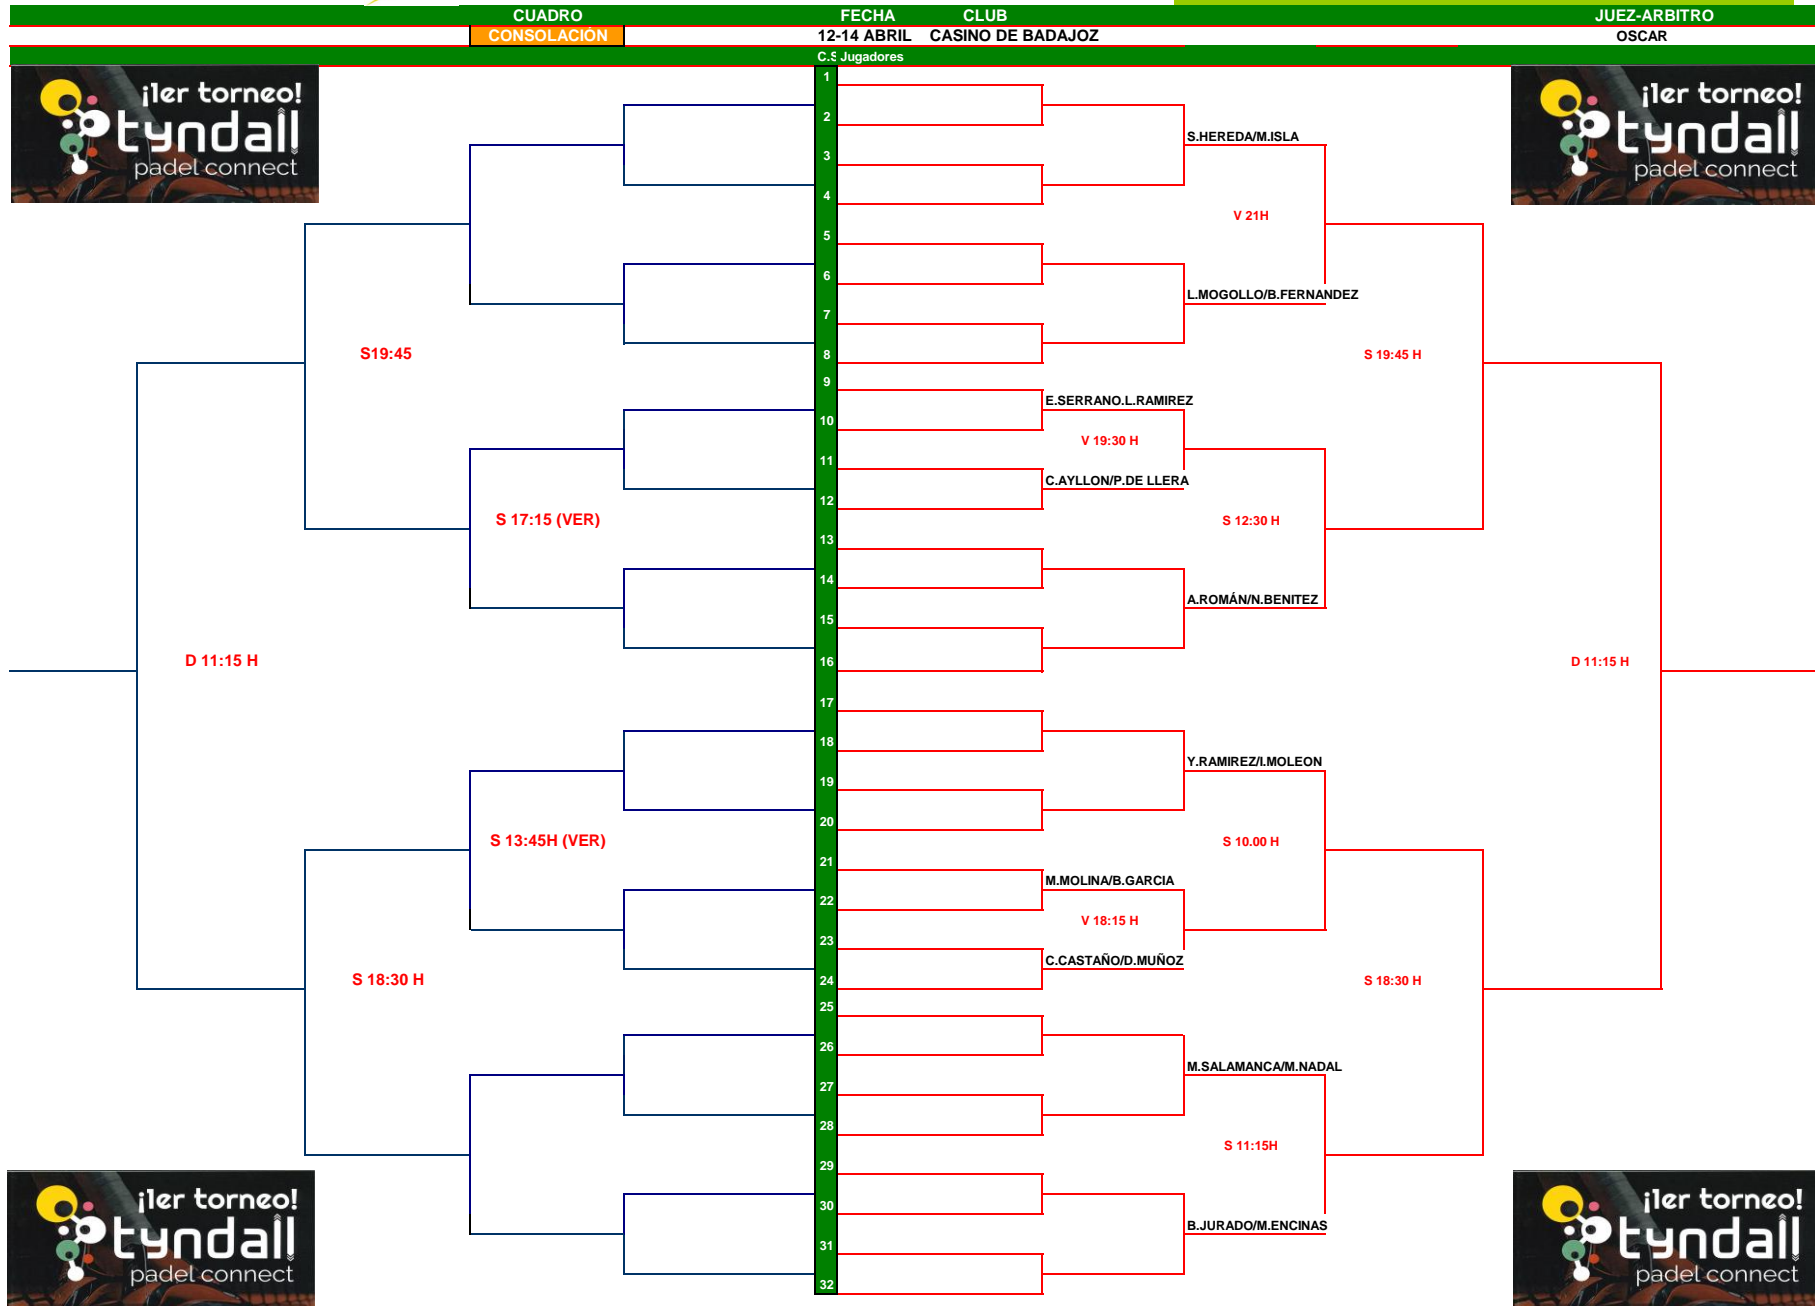 CUADRO FECHA CLUB JUEZ-ARBITRO
CONSOLACIÓN 12-14 ABRIL CASINO DE BADAJOZ OSCAR
C.S Jugadores
¡1er torneo!
tyndall
padel connect
¡1er torneo!
tyndall
padel connect
1
2
S.HEREDA/M.ISLA
3
4
V 21H
5
6
L.MOGOLLO/B.FERNANDEZ
7
S19:45
8
S 19:45 H
9
E.SERRANO.L.RAMIREZ
10
V 19:30 H
11
C.AYLLON/P.DE LLERA
12
S 17:15 (VER)
S 12:30 H
13
14
A.ROMÁN/N.BENITEZ
15
D 11:15 H
16
D 11:15 H
17
18
Y.RAMIREZ/I.MOLEON
19
20
S 13:45H (VER)
S 10.00 H
21
M.MOLINA/B.GARCIA
22
V 18:15 H
23
C.CASTAÑO/D.MUÑOZ
S 18:30 H
24
S 18:30 H
25
26
M.SALAMANCA/M.NADAL
27
28
S 11:15H
29
30
B.JURADO/M.ENCINAS
31
32
¡1er torneo!
tyndall
padel connect
¡1er torneo!
tyndall
padel connect